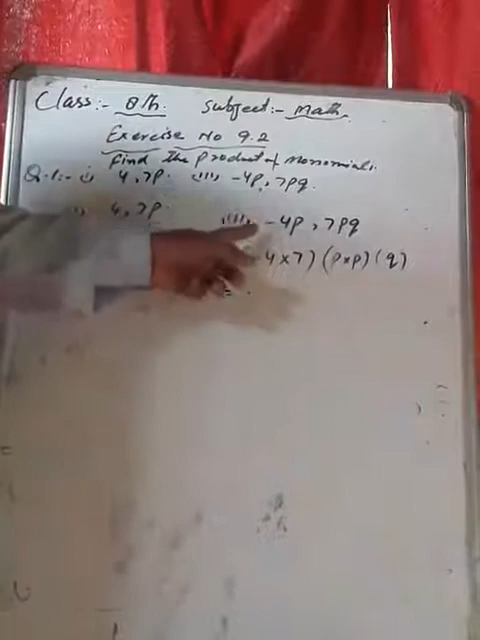 Class:- 8th. Subject:- Math.
Exercise No 9.2
Find the Product of Monomials.
Q.1:- i) 4, 7p. (iii) -4p, 7pq.
i) 4, 7p. (iii) -4p, 7pq
4×7) (p×p) (q)
=